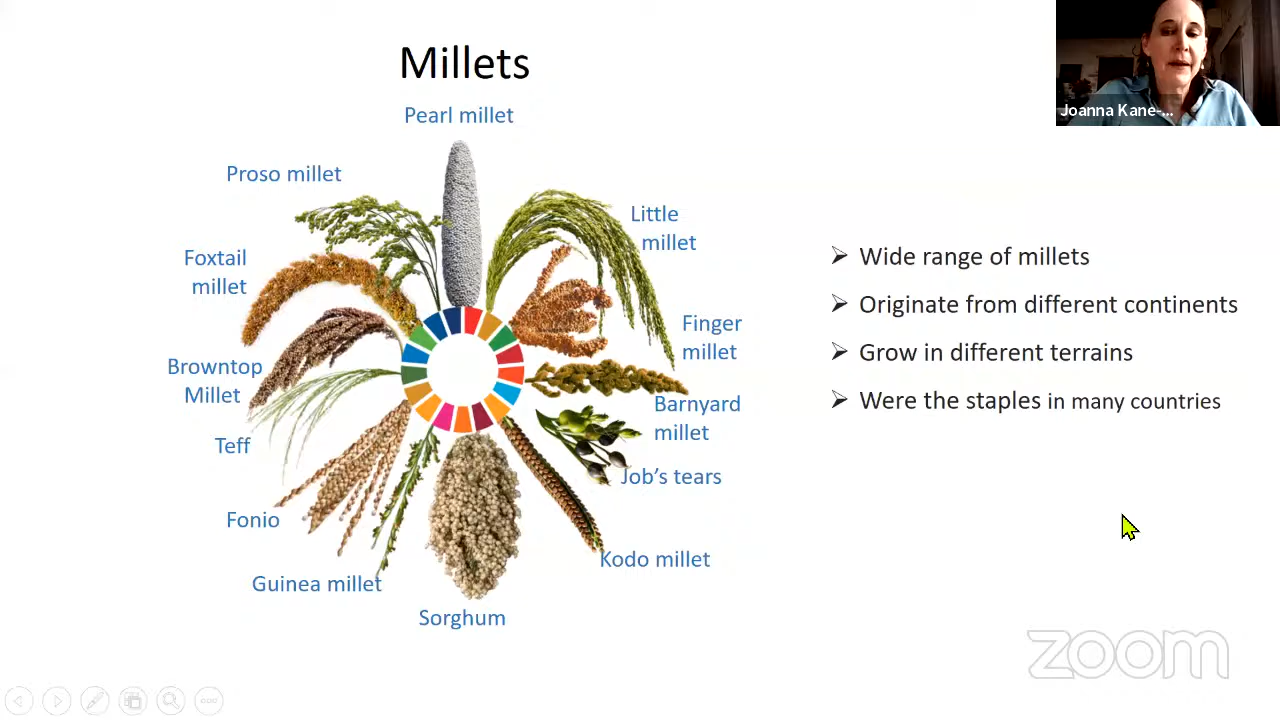 Millets
Pearl millet
Proso millet
Little
millet
Foxtail
millet
Finger
millet
Browntop
Millet
Barnyard
millet
Teff
Job's tears
Fonio
Kodo millet
Guinea millet
Sorghum
Wide range of millets
Originate from different continents
Grow in different terrains
Were the staples in many countries
Joanna Kane-...
zoom